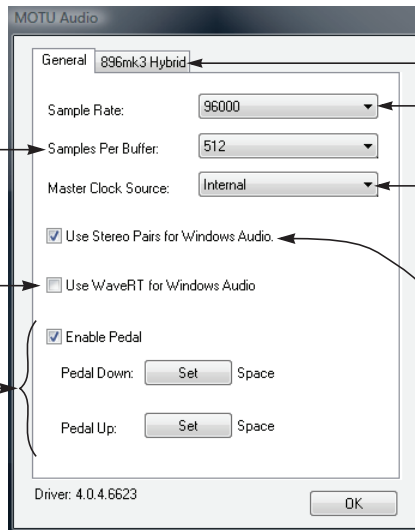 MOTU Audio
General 896mk3 Hybrid
Sample Rate: 96000
Samples Per Buffer: 512
Master Clock Source: Internal
Use Stereo Pairs for Windows Audio.
Use WaveRT for Windows Audio
Enable Pedal
Pedal Down: Set Space
Pedal Up: Set Space
Driver: 4.0.4.6623
OK